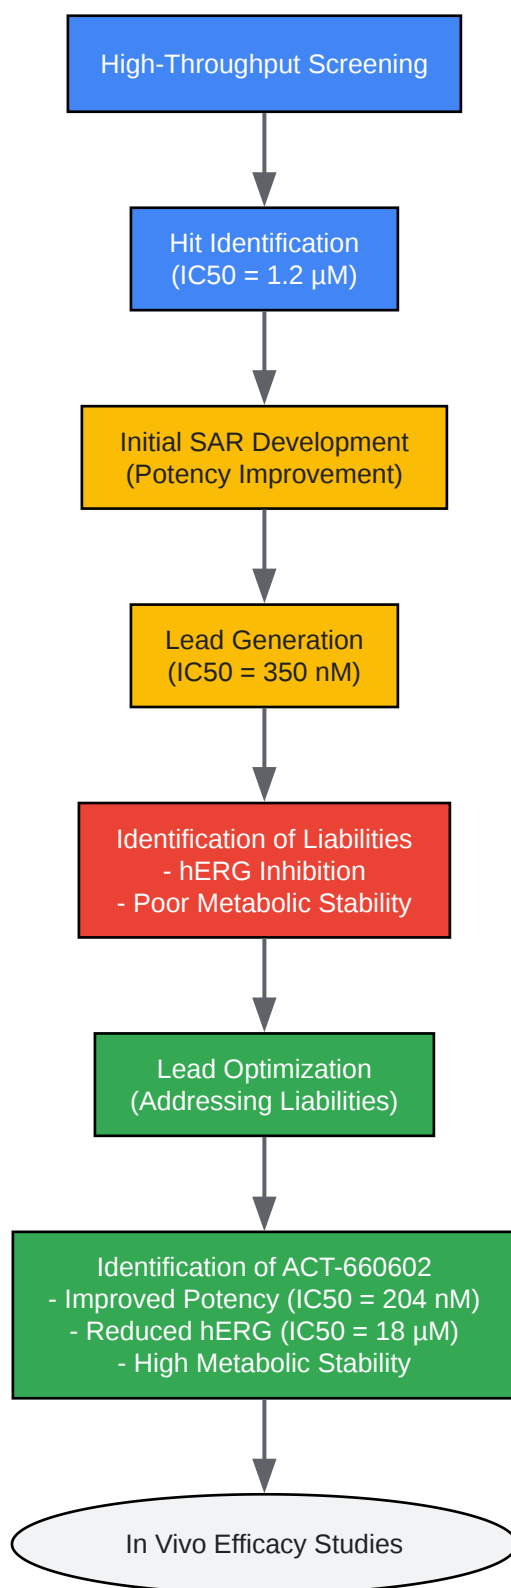 High-Throughput Screening
Hit Identification
(IC50 = 1.2 µM)
Initial SAR Development
(Potency Improvement)
Lead Generation
(IC50 = 350 nM)
Identification of Liabilities
- hERG Inhibition
- Poor Metabolic Stability
Lead Optimization
(Addressing Liabilities)
Identification of ACT-660602
- Improved Potency (IC50 = 204 nM)
- Reduced hERG (IC50 = 18 µM)
- High Metabolic Stability
In Vivo Efficacy Studies